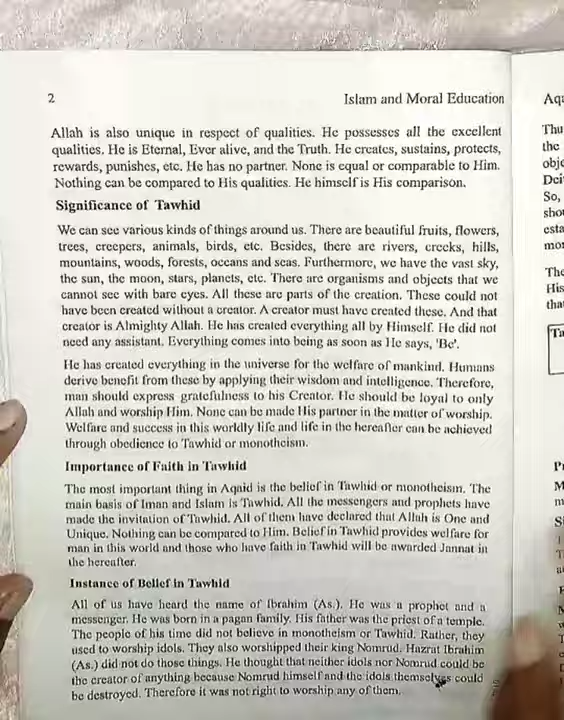 2
Islam and Moral Education
Allah is also unique in respect of qualities. He possesses all the excellent
qualities. He is Eternal, Ever alive, and the Truth. He creates, sustains, protects,
rewards, punishes, etc. He has no partner. None is equal or comparable to Him.
Nothing can be compared to His qualities. He himself is His comparison.
Significance of Tawhid
We can see various kinds of things around us. There are beautiful fruits, flowers,
trees, creepers, animals, birds, etc. Besides, there are rivers, creeks, hills,
mountains, woods, forests, oceans and seas. Furthermore, we have the vast sky,
the sun, the moon, stars, planets, etc. There are organisms and objects that we
cannot see with bare eyes. All these are parts of the creation. These could not
have been created without a creator. A creator must have created these. And that
creator is Almighty Allah. He has created everything all by Himself. He did not
need any assistant. Everything comes into being as soon as He says, 'Be'.
He has created everything in the universe for the welfare of mankind. Humans
derive benefit from these by applying their wisdom and intelligence. Therefore,
man should express gratefulness to his Creator. He should be loyal to only
Allah and worship Him. None can be made His partner in the matter of worship.
Welfare and success in this worldly life and life in the hereafter can be achieved
through obedience to Tawhid or monotheism.
Importance of Faith in Tawhid
The most important thing in Aqaid is the belief in Tawhid or monotheism. The
main basis of Iman and Islam is Tawhid. All the messengers and prophets have
made the invitation of Tawhid. All of them have declared that Allah is One and
Unique. Nothing can be compared to Him. Belief in Tawhid provides welfare for
man in this world and those who have faith in Tawhid will be awarded Jannat in
the hereafter.
Instance of Belief in Tawhid
All of us have heard the name of Ibrahim (As.). He was a prophet and a
messenger. He was born in a pagan family. His father was the priest of a temple.
The people of his time did not believe in monotheism or Tawhid. Rather, they
used to worship idols. They also worshipped their king Nomrud. Hazrat Ibrahim
(As.) did not do those things. He thought that neither idols nor Nomrud could be
the creator of anything because Nomrud himself and the idols themselves could
be destroyed. Therefore it was not right to worship any of them.
Aqa
Thu
the
obje
Dei
So,
shou
esta
mor
The
His
that
Ta